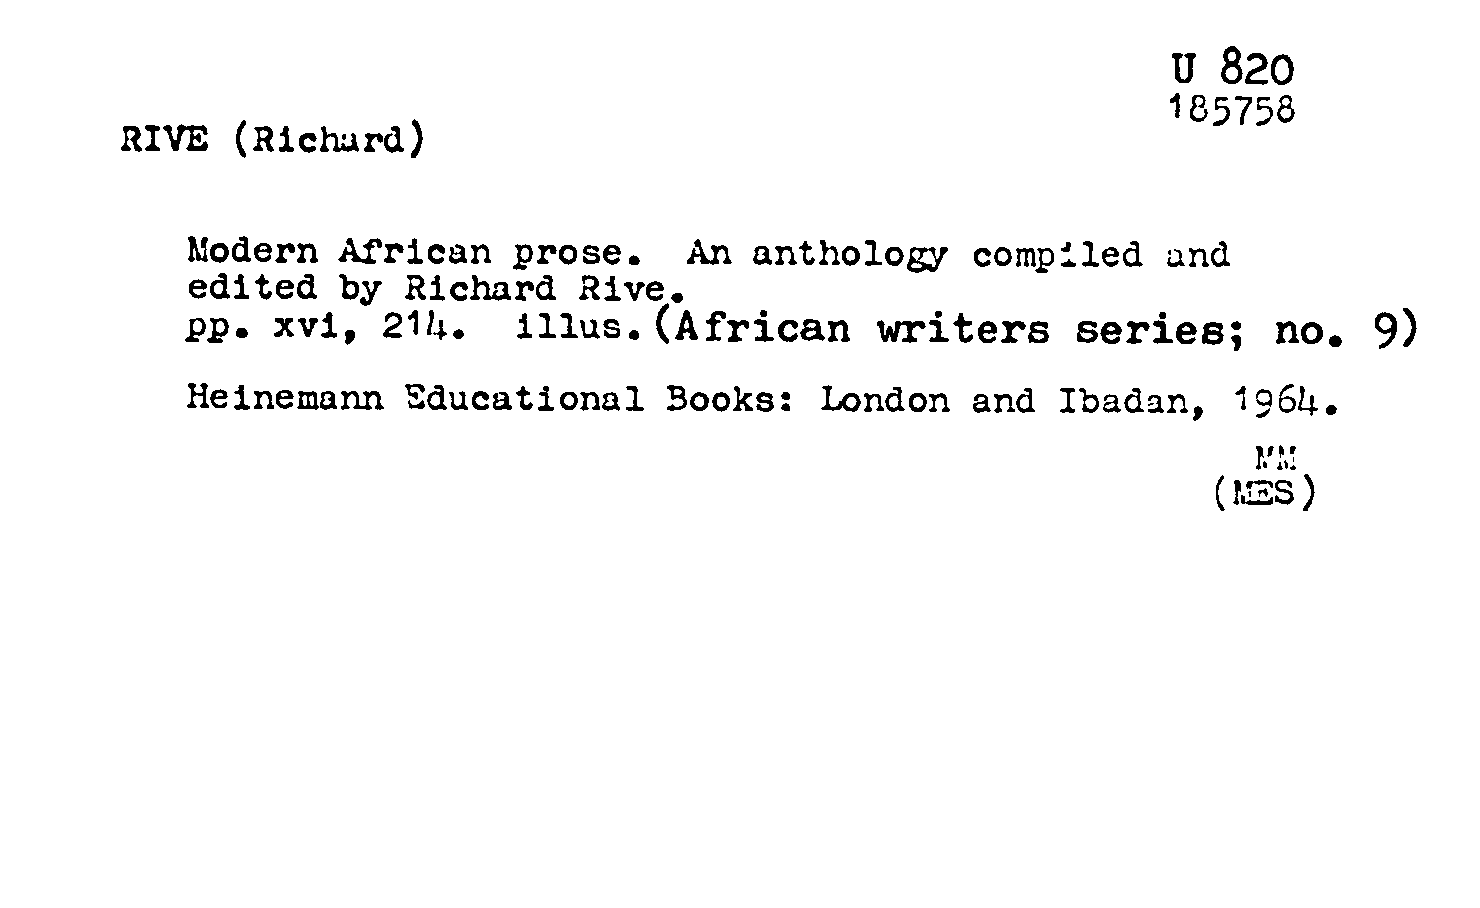 U 820
185758
RIVE (Richard)
Modern African prose. An anthology compiled and
edited by Richard Rive.
pp. xvi, 214. illus. (African writers series; no. 9)
Heinemann Educational Books: London and Ibadan, 1964.
MM
(MES)